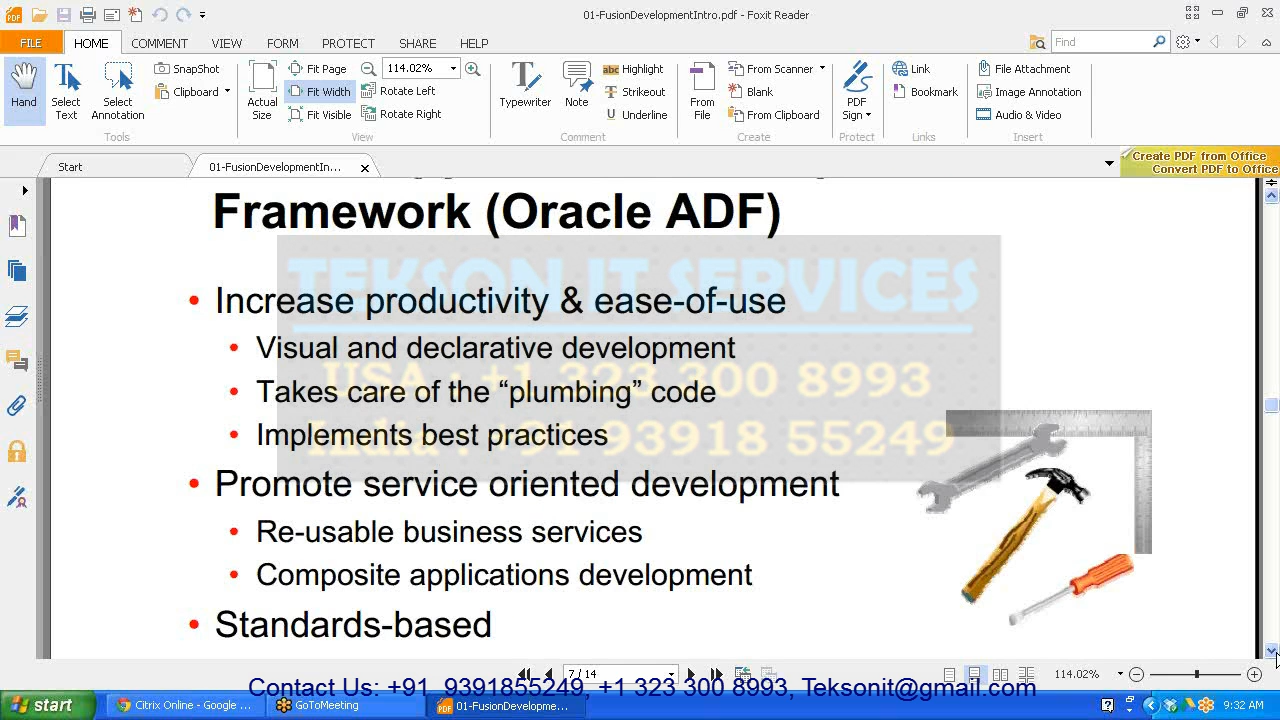 01-FusionDevelopmentIntro.pdf - Foxit Reader
FILE HOME COMMENT VIEW FORM PROTECT SHARE HELP Find
Hand
Select Text
Select Annotation
SnapShot
Clipboard
Tools
Actual Size
Fit Page
Fit Width
Fit Visible
114.02%
Rotate Left
Rotate Right
View
Typewriter
Note
Highlight
Strikeout
Underline
Comment
From File
From Scanner
Blank
From Clipboard
Create
PDF Sign
Protect
Link
Bookmark
Links
File Attachment
Image Annotation
Audio & Video
Insert
Start 01-FusionDevelopmentIn... Create PDF from Office
Convert PDF to Office
Framework (Oracle ADF)
TEKSON IT SERVICES
USA : +1 323 300 8993
India : +91 93918 55249
• Increase productivity & ease-of-use
• Visual and declarative development
• Takes care of the “plumbing” code
• Implements best practices
• Promote service oriented development
• Re-usable business services
• Composite applications development
• Standards-based
7 / 14 114.02%
Contact Us: +91 9391855249, +1 323 300 8993, Teksonit@gmail.com
start Citrix Online - Google ... GoToMeeting 01-FusionDevelopme... 9:32 AM